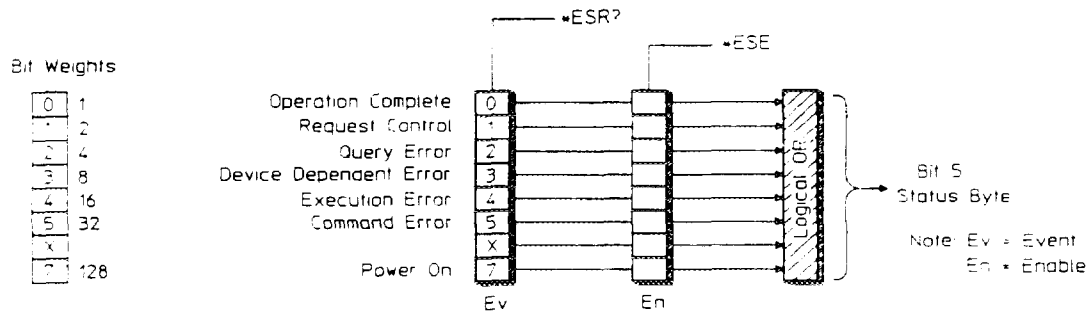 *ESR?
*ESE
Bit Weights
0 1
1 2
2 4
3 8
4 16
5 32
X
7 128
Operation Complete 0
Request Control 1
Query Error 2
Device Dependent Error 3
Execution Error 4
Command Error 5
X
Power On 7
Logical OR
Bit 5
Status Byte
Note: Ev = Event
En = Enable
Ev
En